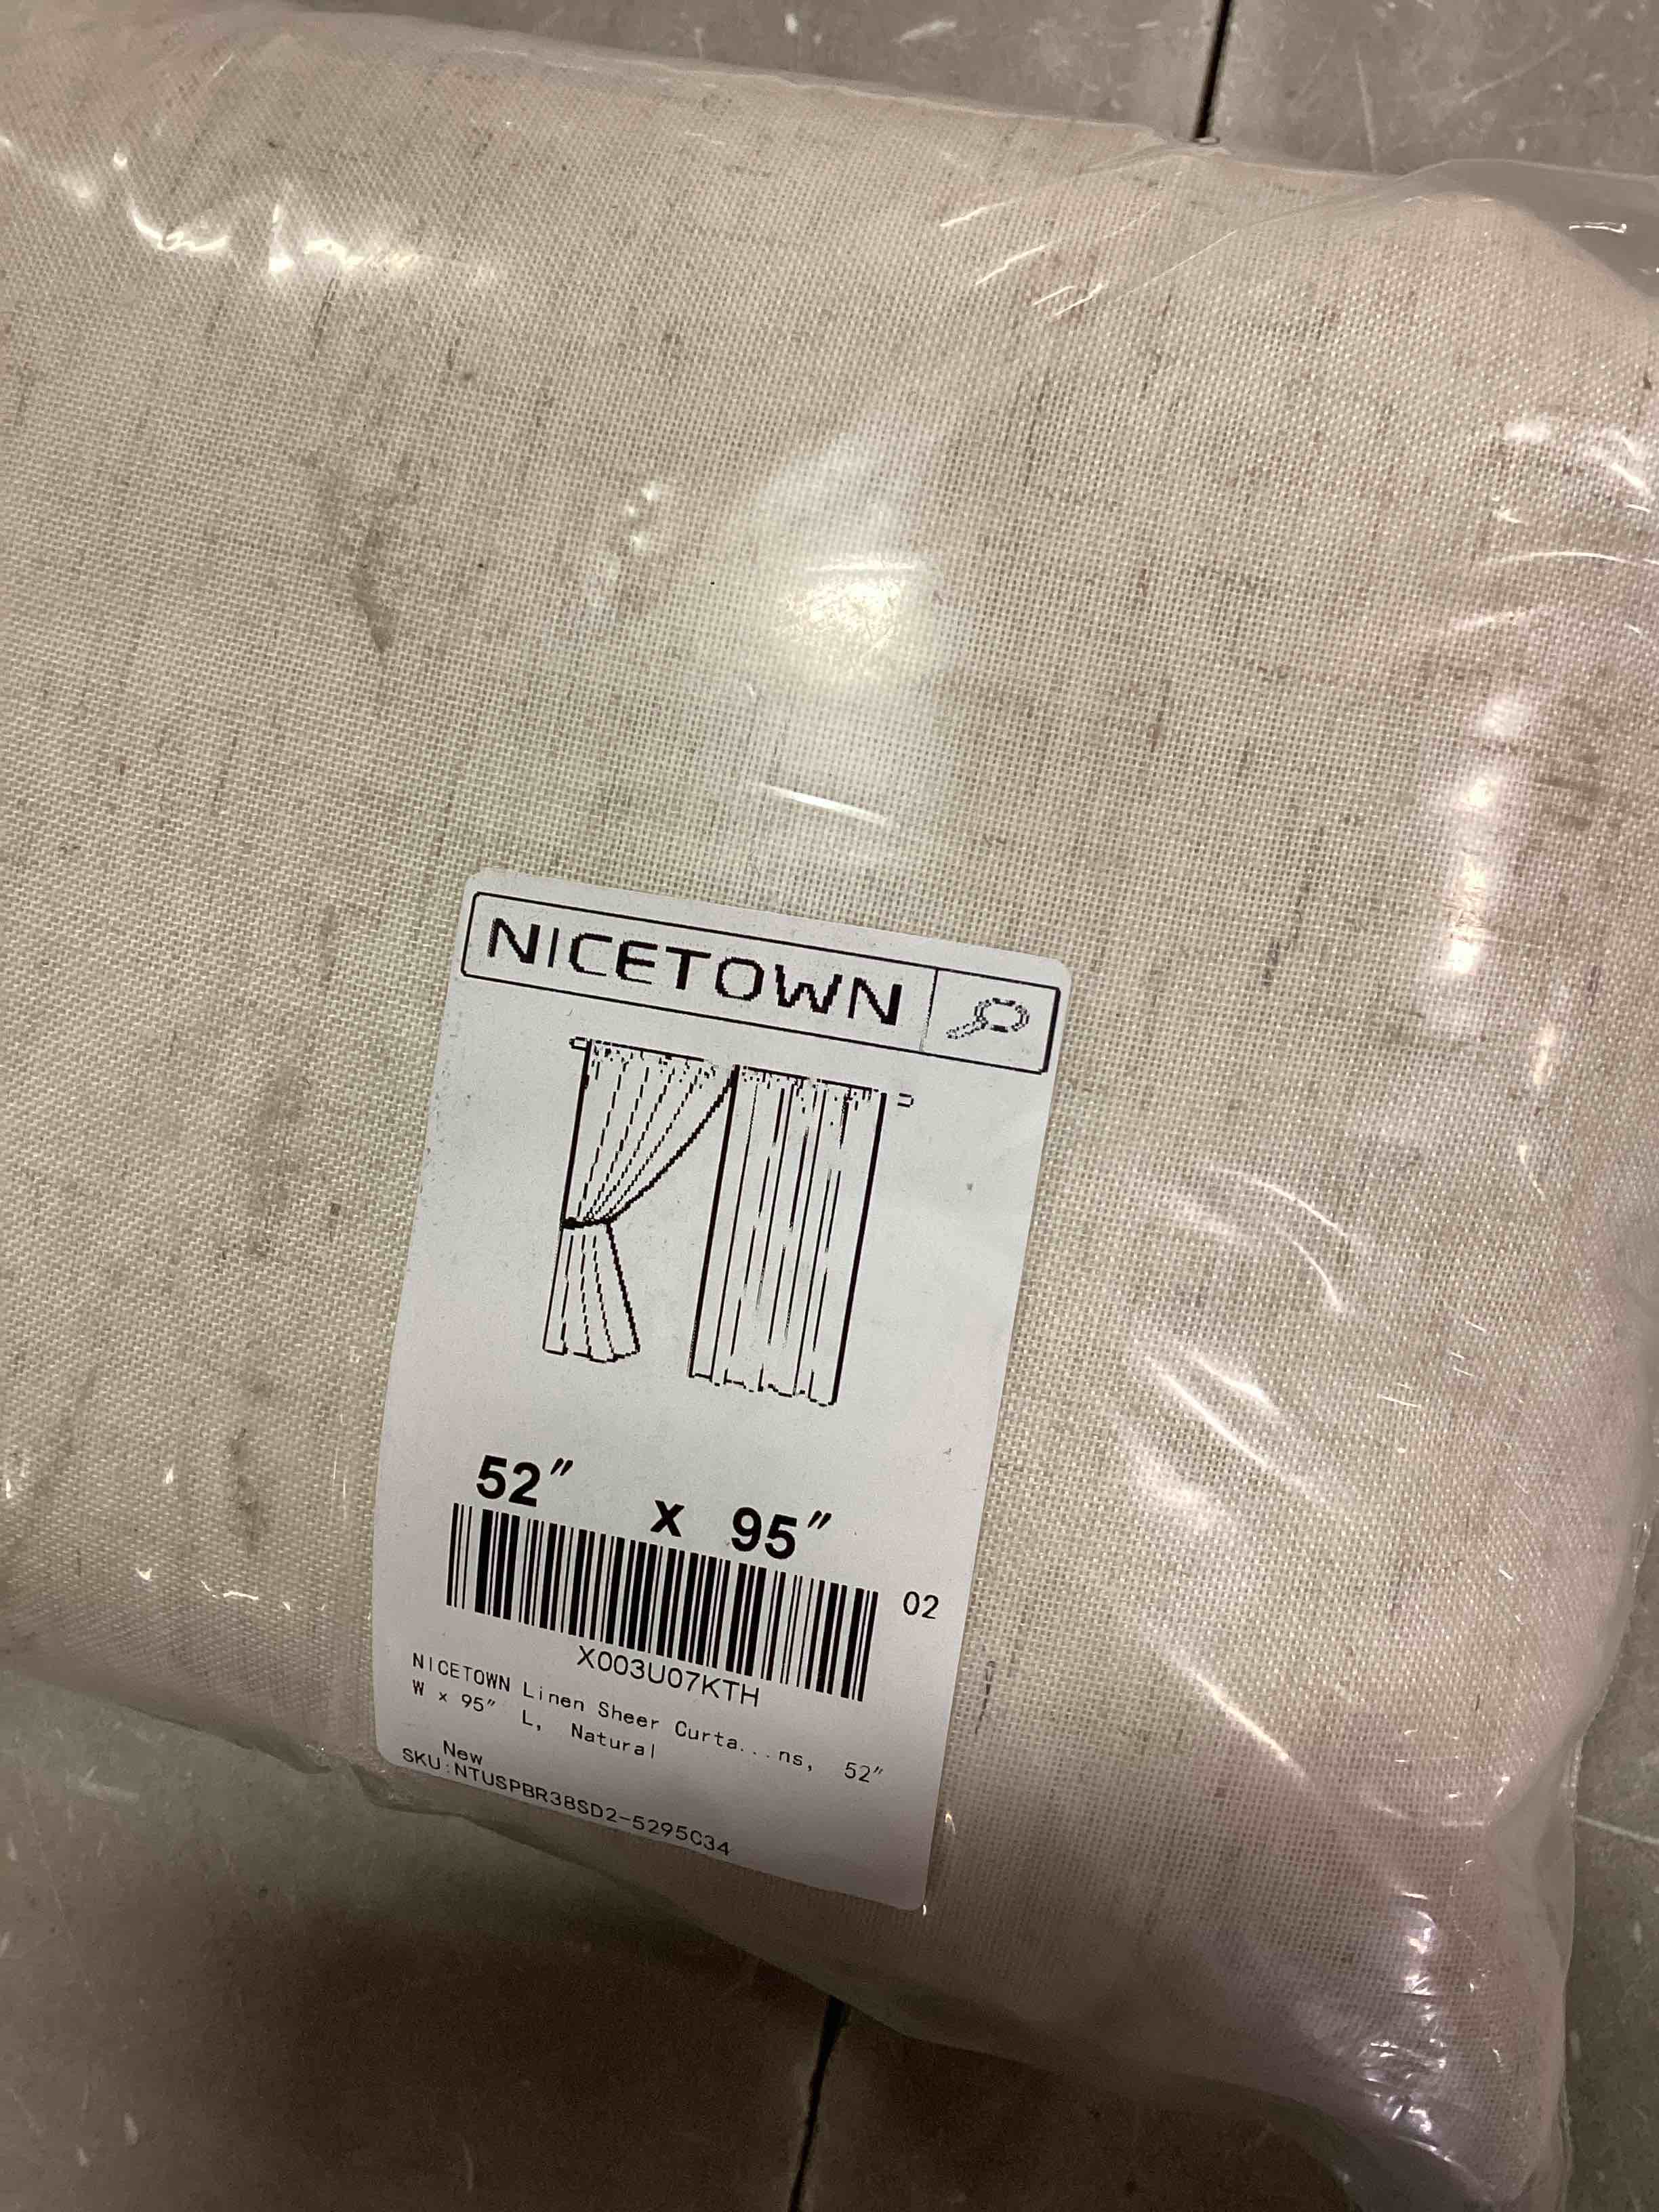 NICETOWN
52" x 95"
02
X003U07KTH
NICETOWN Linen Sheer Curta...ns, 52"
W x 95" L, Natural
New
SKU:NTUSPBR38SD2-5295C34